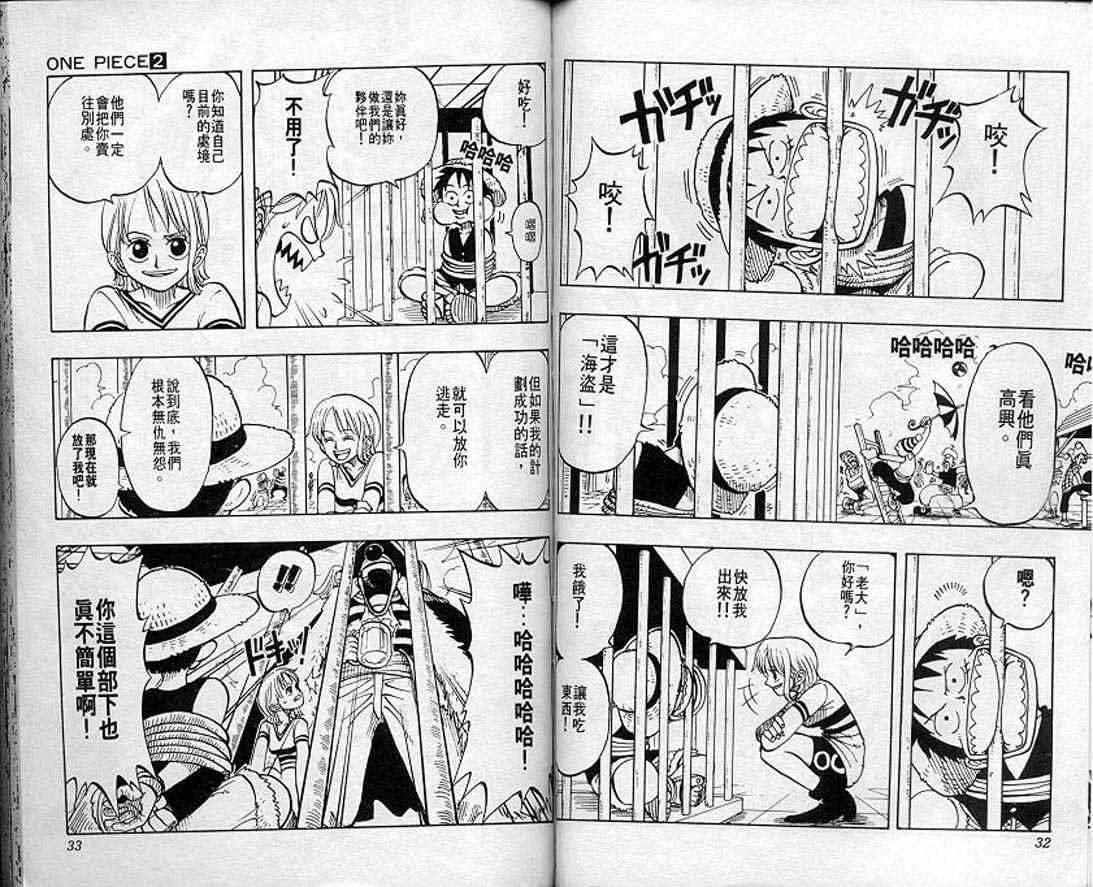 ONE PIECE 2
咬！
ガヂッ
ガヂッ
咬！
ガヂッ
看他們真
高興。
哈哈哈哈
哈
這才是
「海盜」!!
嗯？
「老大」，
你好嗎？
快放我
出來!!
我餓了！
讓我吃
東西！
32
好吃！
哈哈哈
嚼嚼
妳真好，
還是讓妳
做我們的
夥伴吧！
不用了！
你知道自己
目前的處境
嗎？
他們一定
會把你賣
往別處。
但如果我的計
劃成功的話，
就可以放你
逃走。
說到底，我們
根本無仇無怨。
那現在就
放了我吧！
嘩…哈哈哈哈哈！
!!
ドキッ！
你這個部下也
真不簡單啊！
33